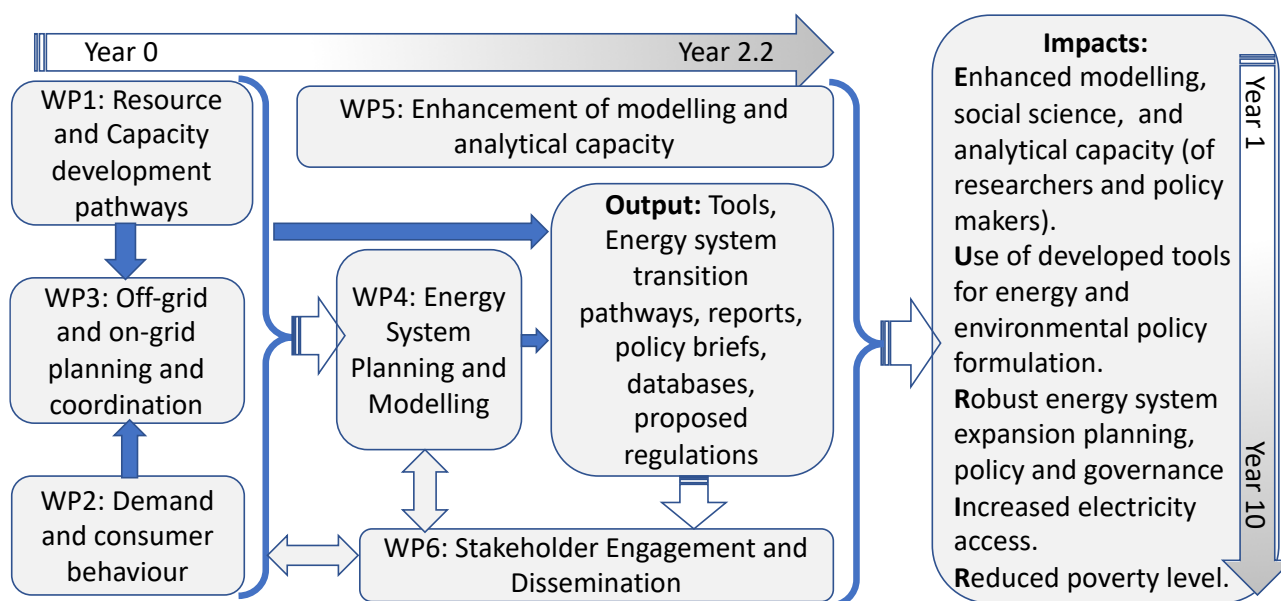 Year 0
Year 2.2
WP1: Resource
and Capacity
development
pathways
WP3: Off-grid
and on-grid
planning and
coordination
WP2: Demand
and consumer
behaviour
WP5: Enhancement of modelling and
analytical capacity
WP4: Energy
System
Planning and
Modelling
Output: Tools,
Energy system
transition
pathways, reports,
policy briefs,
databases,
proposed
regulations
WP6: Stakeholder Engagement and
Dissemination
Impacts:
Enhanced modelling,
social science, and
analytical capacity (of
researchers and policy
makers).
Use of developed tools
for energy and
environmental policy
formulation.
Robust energy system
expansion planning,
policy and governance
Increased electricity
access.
Reduced poverty level.
Year 1
Year 10